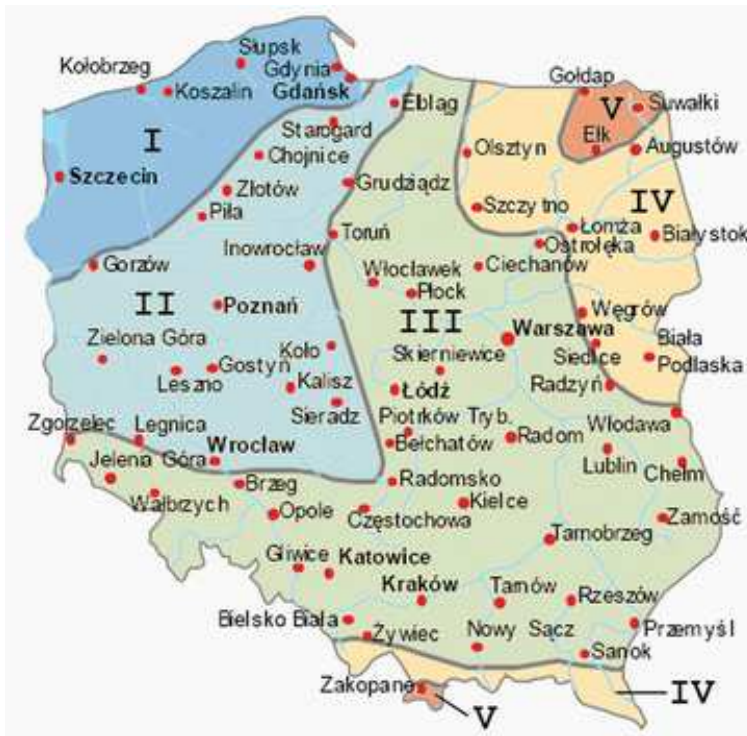 Słupsk
Kołobrzeg
Gdynia
Koszalin
Gdańsk
Gołdap
V
Suwałki
Ebląg
Starogard
I
Chojnice
Ełk
Olsztyn
Augustów
Szczecin
Złotów
Grudziądz
Piła
Szczytno
IV
Łomża
Toruń
Białystok
Ostrołęka
Inowrocław
Gorzów
Ciechanów
Włocławek
II
Płock
Poznań
III
Węgrów
Warszawa
Zielona Góra
Koło
Skierniewice
Siedlce
Biała
Podlaska
Gostyń
Leszno
Kalisz
Łódź
Radzyń
Sieradz
Zgorzelec
Legnica
Piotrków Tryb.
Włodawa
Wrocław
Bełchatów
Radom
Jelenia Góra
Lublin
Chełm
Brzeg
Radomsko
Wałbrzych
Kielce
Opole
Częstochowa
Zamość
Tarnobrzeg
Gliwice
Katowice
Kraków
Tarnów
Rzeszów
Bielsko Biała
Przemyśl
Żywiec
Nowy Sącz
Sanok
Zakopane
IV
V